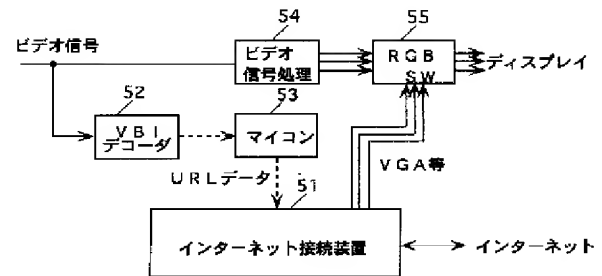 54
55
ビデオ信号
ビデオ
信号処理
RGB
SW
ディスプレイ
52
53
VBI
デコーダ
マイコン
VGA等
URLデータ
51
インターネット接続装置
インターネット